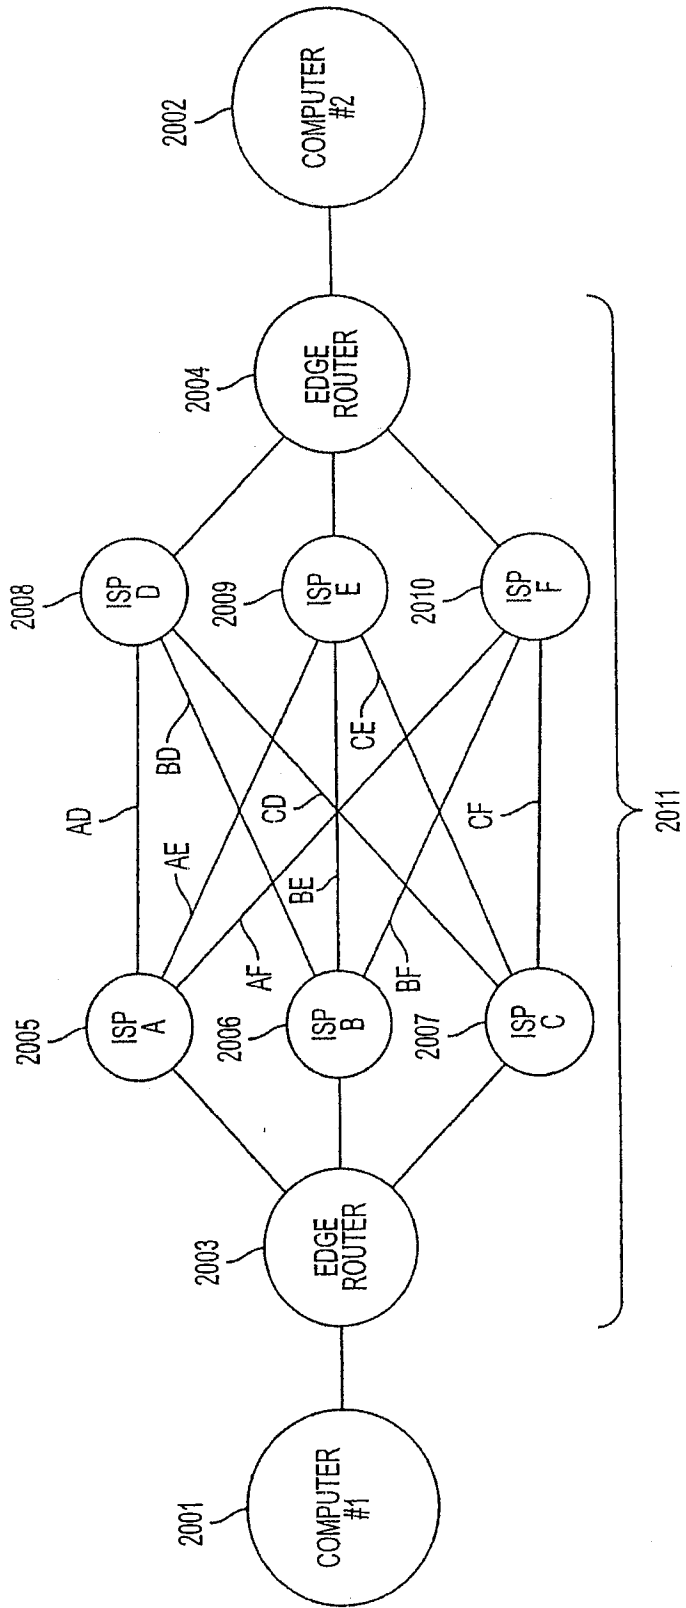 2001
COMPUTER
#1
2003
EDGE
ROUTER
2005
ISP
A
2006
ISP
B
2007
ISP
C
AD
AE
BD
AF
BE
CD
BF
CE
CF
2008
ISP
D
2009
ISP
E
2010
ISP
F
2004
EDGE
ROUTER
2002
COMPUTER
#2
2011